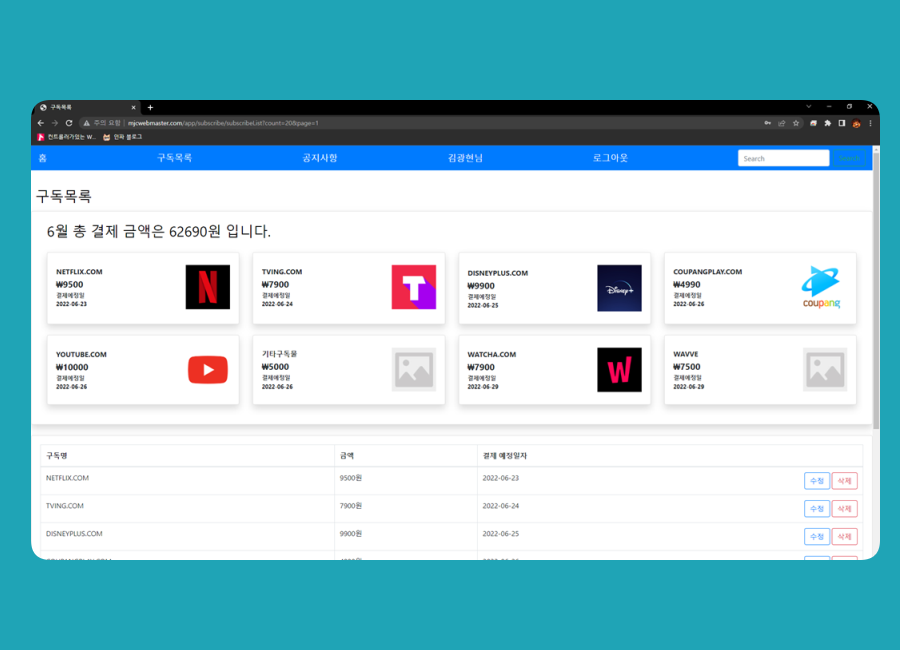 구독목록
주의 요함 | mjcwebmaster.com/app/subscribe/subscribeList?count=20&page=1
컨트롤러가있는 W... 만화 블로그
홈 구독목록 공지사항 김광현님 로그아웃 Search Search
구독목록
6월 총 결제 금액은 62690원 입니다.
NETFLIX.COM
₩9500
결제예정일
2022-06-23
N
TVING.COM
₩7900
결제예정일
2022-06-24
T
DISNEYPLUS.COM
₩9900
결제예정일
2022-06-25
Disney+
COUPANGPLAY.COM
₩4990
결제예정일
2022-06-26
coupang
YOUTUBE.COM
₩10000
결제예정일
2022-06-26
기타구독물
₩5000
결제예정일
2022-06-26
WATCHA.COM
₩7900
결제예정일
2022-06-29
W
WAVVE
₩7500
결제예정일
2022-06-29
구독명 금액 결제 예정일자
NETFLIX.COM 9500원 2022-06-23 수정 삭제
TVING.COM 7900원 2022-06-24 수정 삭제
DISNEYPLUS.COM 9900원 2022-06-25 수정 삭제